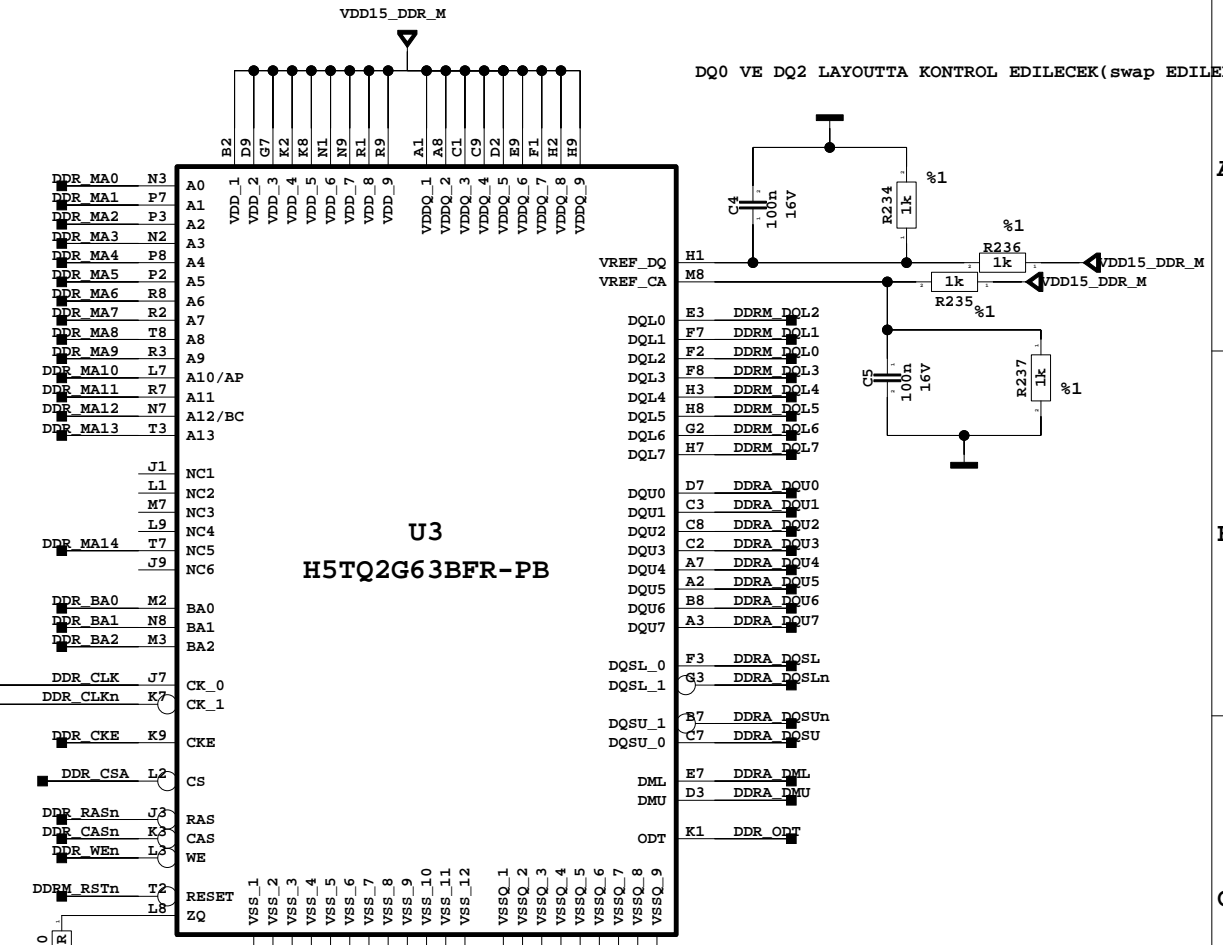 VDD15_DDR_M
DQ0 VE DQ2 LAYOUTTA KONTROL EDILECEK(swap EDILE
B2 D9 G7 K2 K8 N1 N9 R1 R9 A1 A8 C1 C9 D2 E9 F1 H2 H9
VDD_1 VDD_2 VDD_3 VDD_4 VDD_5 VDD_6 VDD_7 VDD_8 VDD_9 VDDQ_1 VDDQ_2 VDDQ_3 VDDQ_4 VDDQ_5 VDDQ_6 VDDQ_7 VDDQ_8 VDDQ_9
DDR_MA0 N3 A0
DDR_MA1 P7 A1
DDR_MA2 P3 A2
DDR_MA3 N2 A3
DDR_MA4 P8 A4
DDR_MA5 P2 A5
DDR_MA6 R8 A6
DDR_MA7 R2 A7
DDR_MA8 T8 A8
DDR_MA9 R3 A9
DDR_MA10 L7 A10/AP
DDR_MA11 R7 A11
DDR_MA12 N7 A12/BC
DDR_MA13 T3 A13
J1 NC1
L1 NC2
M7 NC3
L9 NC4
DDR_MA14 T7 NC5
J9 NC6
DDR_BA0 M2 BA0
DDR_BA1 N8 BA1
DDR_BA2 M3 BA2
DDR_CLK J7 CK_0
DDR_CLKn K7 CK_1
DDR_CKE K9 CKE
DDR_CSA L2 CS
DDR_RASn J3 RAS
DDR_CASn K3 CAS
DDR_WEn L3 WE
DDRM_RSTn T2 RESET
L8 ZQ
U3
H5TQ2G63BFR-PB
VREF_DQ H1
VREF_CA M8
DQL0 E3 DDRM_DQL2
DQL1 F7 DDRM_DQL1
DQL2 F2 DDRM_DQL0
DQL3 F8 DDRM_DQL3
DQL4 H3 DDRM_DQL4
DQL5 H8 DDRM_DQL5
DQL6 G2 DDRM_DQL6
DQL7 H7 DDRM_DQL7
DQU0 D7 DDRA_DQU0
DQU1 C3 DDRA_DQU1
DQU2 C8 DDRA_DQU2
DQU3 C2 DDRA_DQU3
DQU4 A7 DDRA_DQU4
DQU5 A2 DDRA_DQU5
DQU6 B8 DDRA_DQU6
DQU7 A3 DDRA_DQU7
DQSL_0 F3 DDRA_DQSL
DQSL_1 G3 DDRA_DQSLn
DQSU_1 B7 DDRA_DQSUn
DQSU_0 C7 DDRA_DQSU
DML E7 DDRA_DML
DMU D3 DDRA_DMU
ODT K1 DDR_ODT
VSS_1 VSS_2 VSS_3 VSS_4 VSS_5 VSS_6 VSS_7 VSS_8 VSS_9 VSS_10 VSS_11 VSS_12 VSSQ_1 VSSQ_2 VSSQ_3 VSSQ_4 VSSQ_5 VSSQ_6 VSSQ_7 VSSQ_8 VSSQ_9
C4
100n
16V
R234
1k
%1
%1
R236
1k
VDD15_DDR_M
1k
R235
%1
VDD15_DDR_M
C5
100n
16V
R237
1k
%1